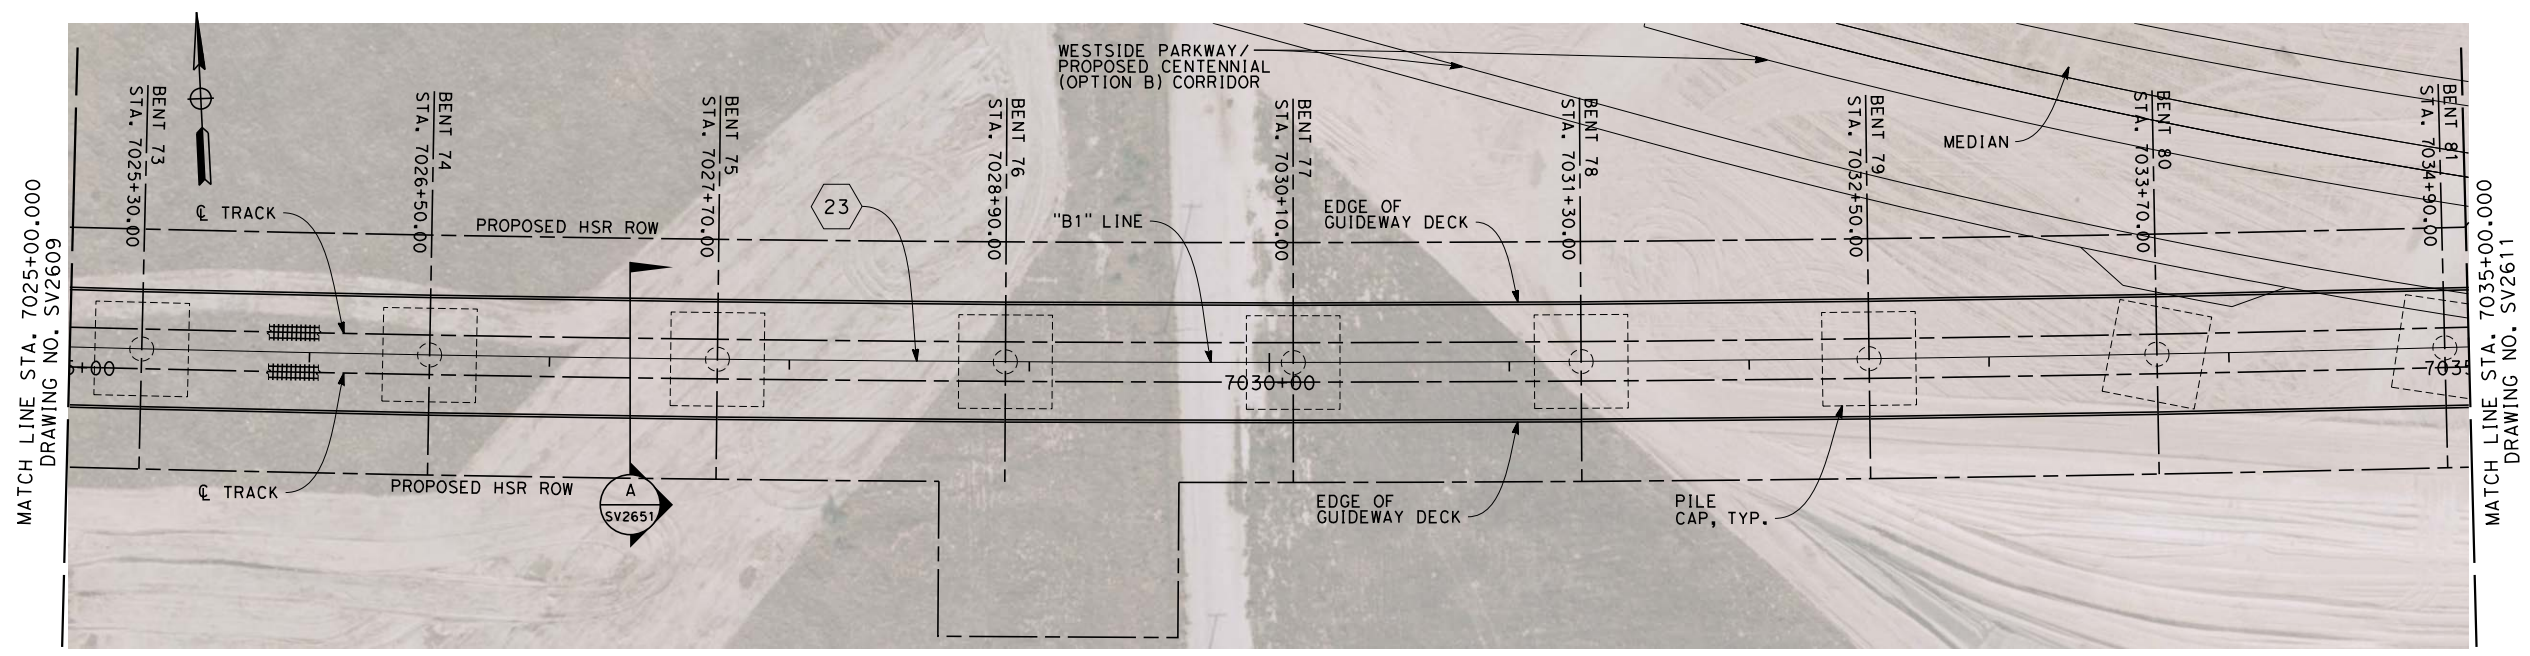 MATCH LINE STA. 7025+00.000
DRAWING NO. SV2609
BENT 73
STA. 7025+30.00
BENT 74
STA. 7026+50.00
BENT 75
STA. 7027+70.00
BENT 76
STA. 7028+90.00
BENT 77
STA. 7030+10.00
BENT 78
STA. 7031+30.00
BENT 79
STA. 7032+50.00
BENT 80
STA. 7033+70.00
BENT 81
STA. 7034+90.00
WESTSIDE PARKWAY/
PROPOSED CENTENNIAL
(OPTION B) CORRIDOR
MEDIAN
℄ TRACK
PROPOSED HSR ROW
23
"B1" LINE
EDGE OF
GUIDEWAY DECK
5+00
7030+00
7035
℄ TRACK
PROPOSED HSR ROW
A
SV2651
EDGE OF
GUIDEWAY DECK
PILE
CAP, TYP.
MATCH LINE STA. 7035+00.000
DRAWING NO. SV2611